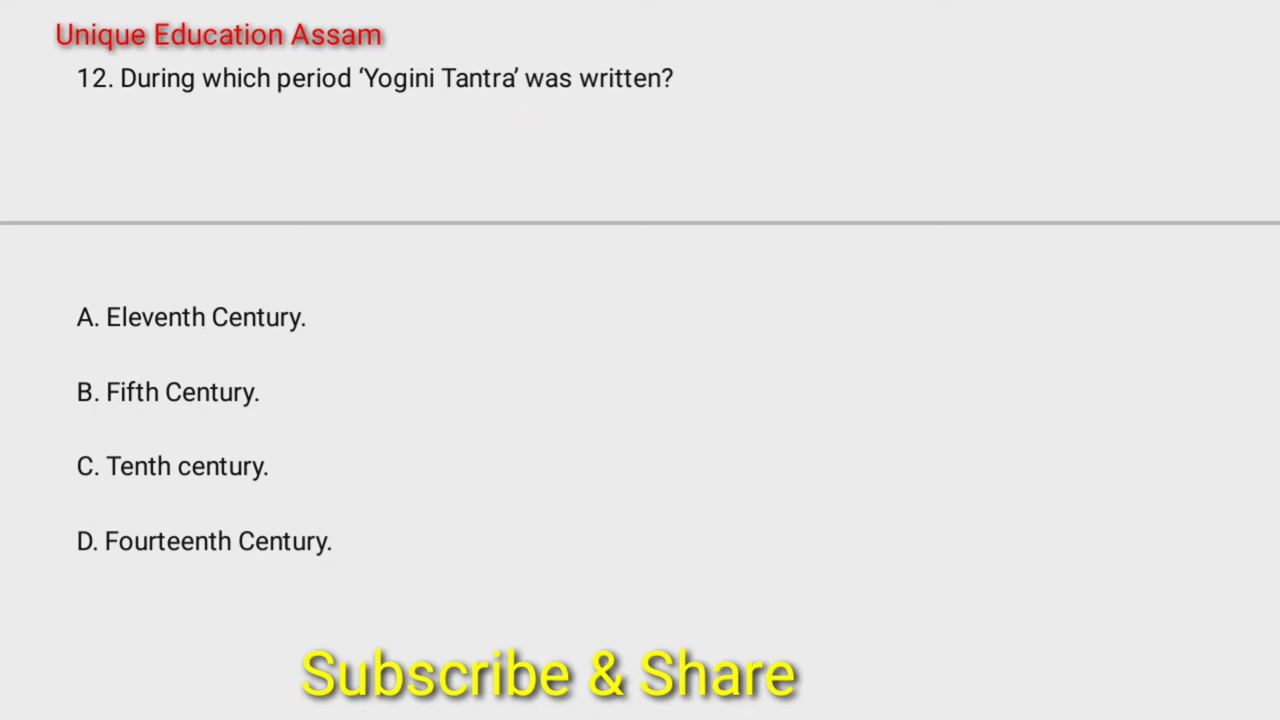 Unique Education Assam
12. During which period ‘Yogini Tantra’ was written?
A. Eleventh Century.
B. Fifth Century.
C. Tenth century.
D. Fourteenth Century.
Subscribe & Share